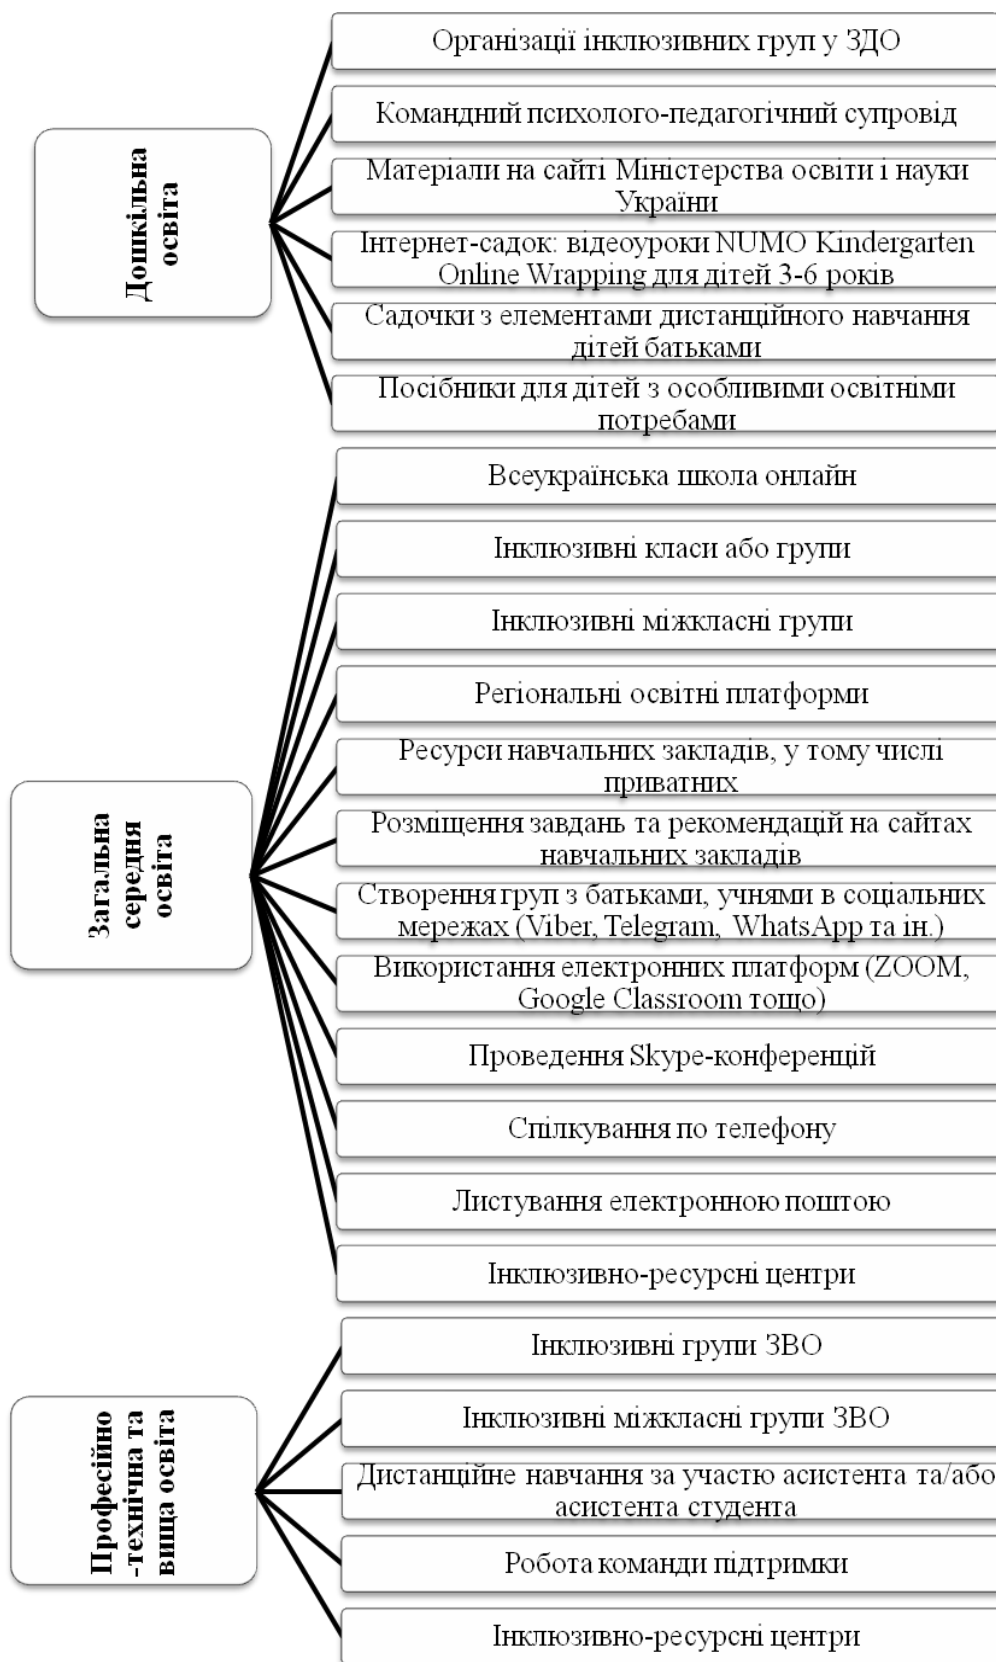 Дошкільна
освіта
Організації інклюзивних груп у ЗДО
Командний психолого-педагогічний супровід
Матеріали на сайті Міністерства освіти і науки
України
Інтернет-садок: відеоуроки NUMO Kindergarten
Online Wrapping для дітей 3-6 років
Садочки з елементами дистанційного навчання
дітей батьками
Посібники для дітей з особливими освітніми
потребами
Загальна
середня
освіта
Всеукраїнська школа онлайн
Інклюзивні класи або групи
Інклюзивні міжкласні групи
Регіональні освітні платформи
Ресурси навчальних закладів, у тому числі
приватних
Розміщення завдань та рекомендацій на сайтах
навчальних закладів
Створення груп з батьками, учнями в соціальних
мережах (Viber, Telegram, WhatsApp та ін.)
Використання електронних платформ (ZOOM,
Google Classroom тощо)
Проведення Skype-конференцій
Спілкування по телефону
Листування електронною поштою
Інклюзивно-ресурсні центри
Професійно
-технічна та
вища освіта
Інклюзивні групи ЗВО
Інклюзивні міжкласні групи ЗВО
Дистанційне навчання за участю асистента та/або
асистента студента
Робота команди підтримки
Інклюзивно-ресурсні центри